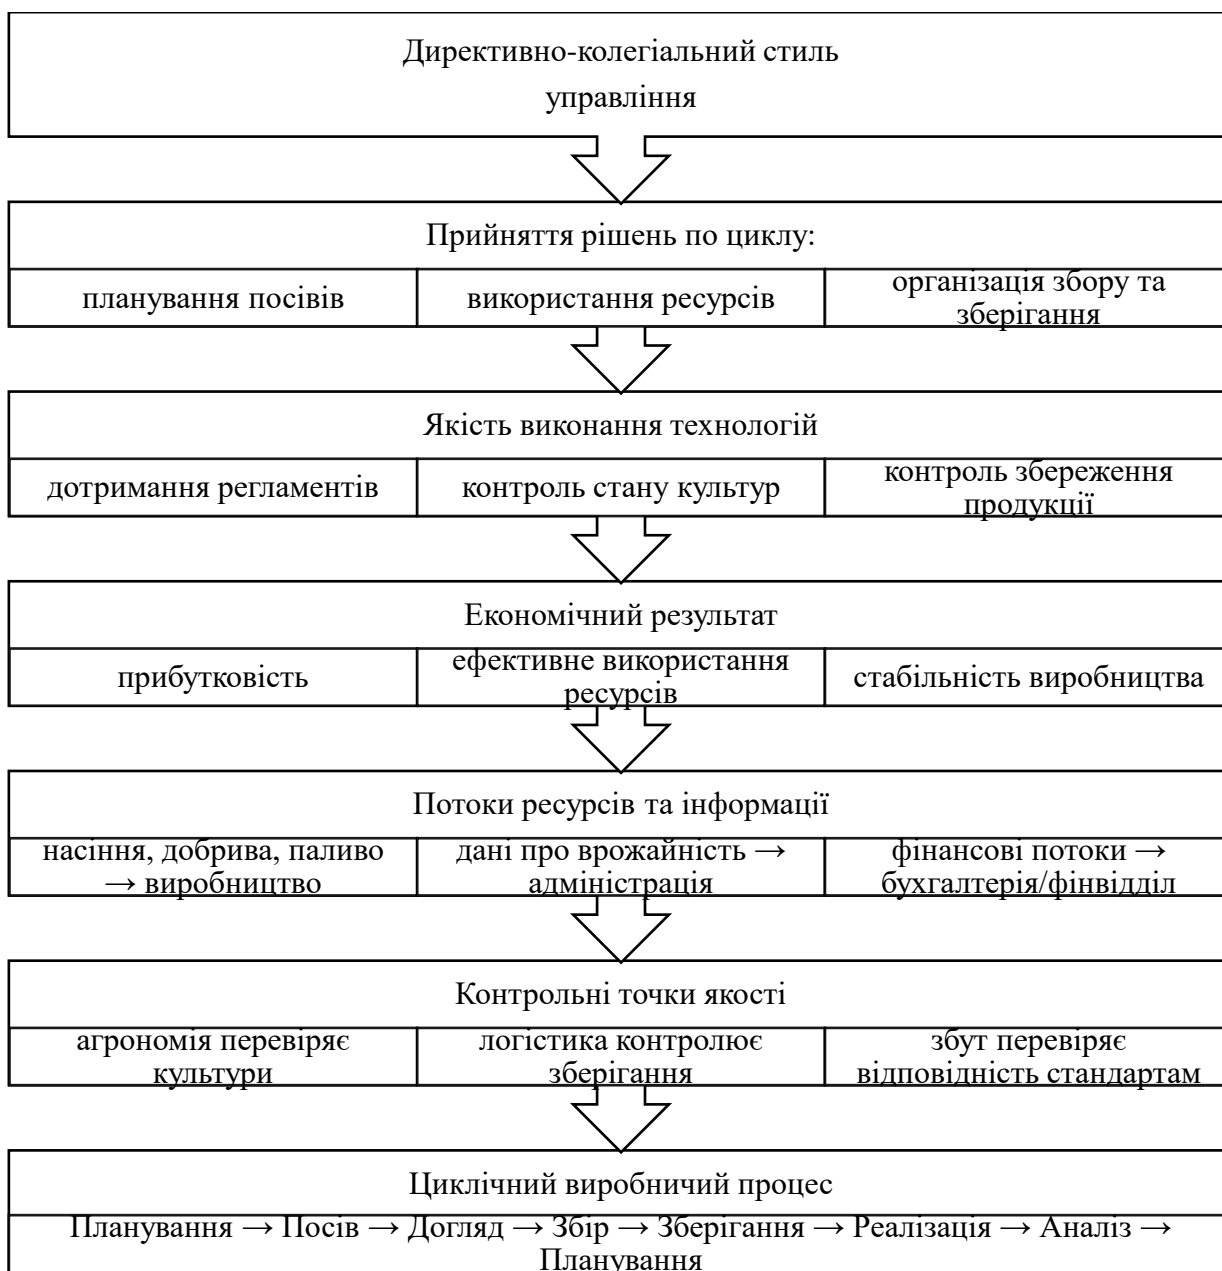 Директивно-колегіальний стиль
управління
Прийняття рішень по циклу:
планування посівів
використання ресурсів
організація збору та
зберігання
Якість виконання технологій
дотримання регламентів
контроль стану культур
контроль збереження
продукції
Економічний результат
прибутковість
ефективне використання
ресурсів
стабільність виробництва
Потоки ресурсів та інформації
насіння, добрива, паливо
→ виробництво
дані про врожайність →
адміністрація
фінансові потоки →
бухгалтерія/фінвідділ
Контрольні точки якості
агрономія перевіряє
культури
логістика контролює
зберігання
збут перевіряє
відповідність стандартам
Циклічний виробничий процес
Планування → Посів → Догляд → Збір → Зберігання → Реалізація → Аналіз →
Планування